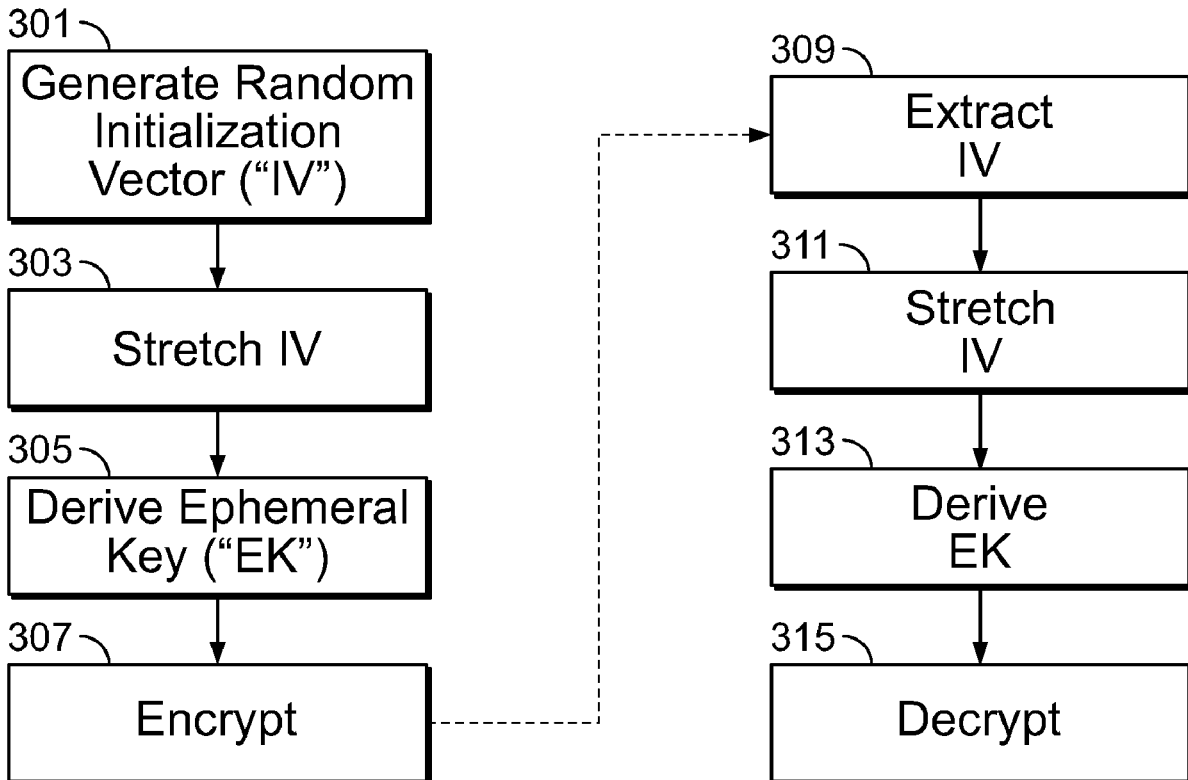 301
Generate Random
Initialization
Vector (“IV”)
303
Stretch IV
305
Derive Ephemeral
Key (“EK”)
307
Encrypt
309
Extract
IV
311
Stretch
IV
313
Derive
EK
315
Decrypt